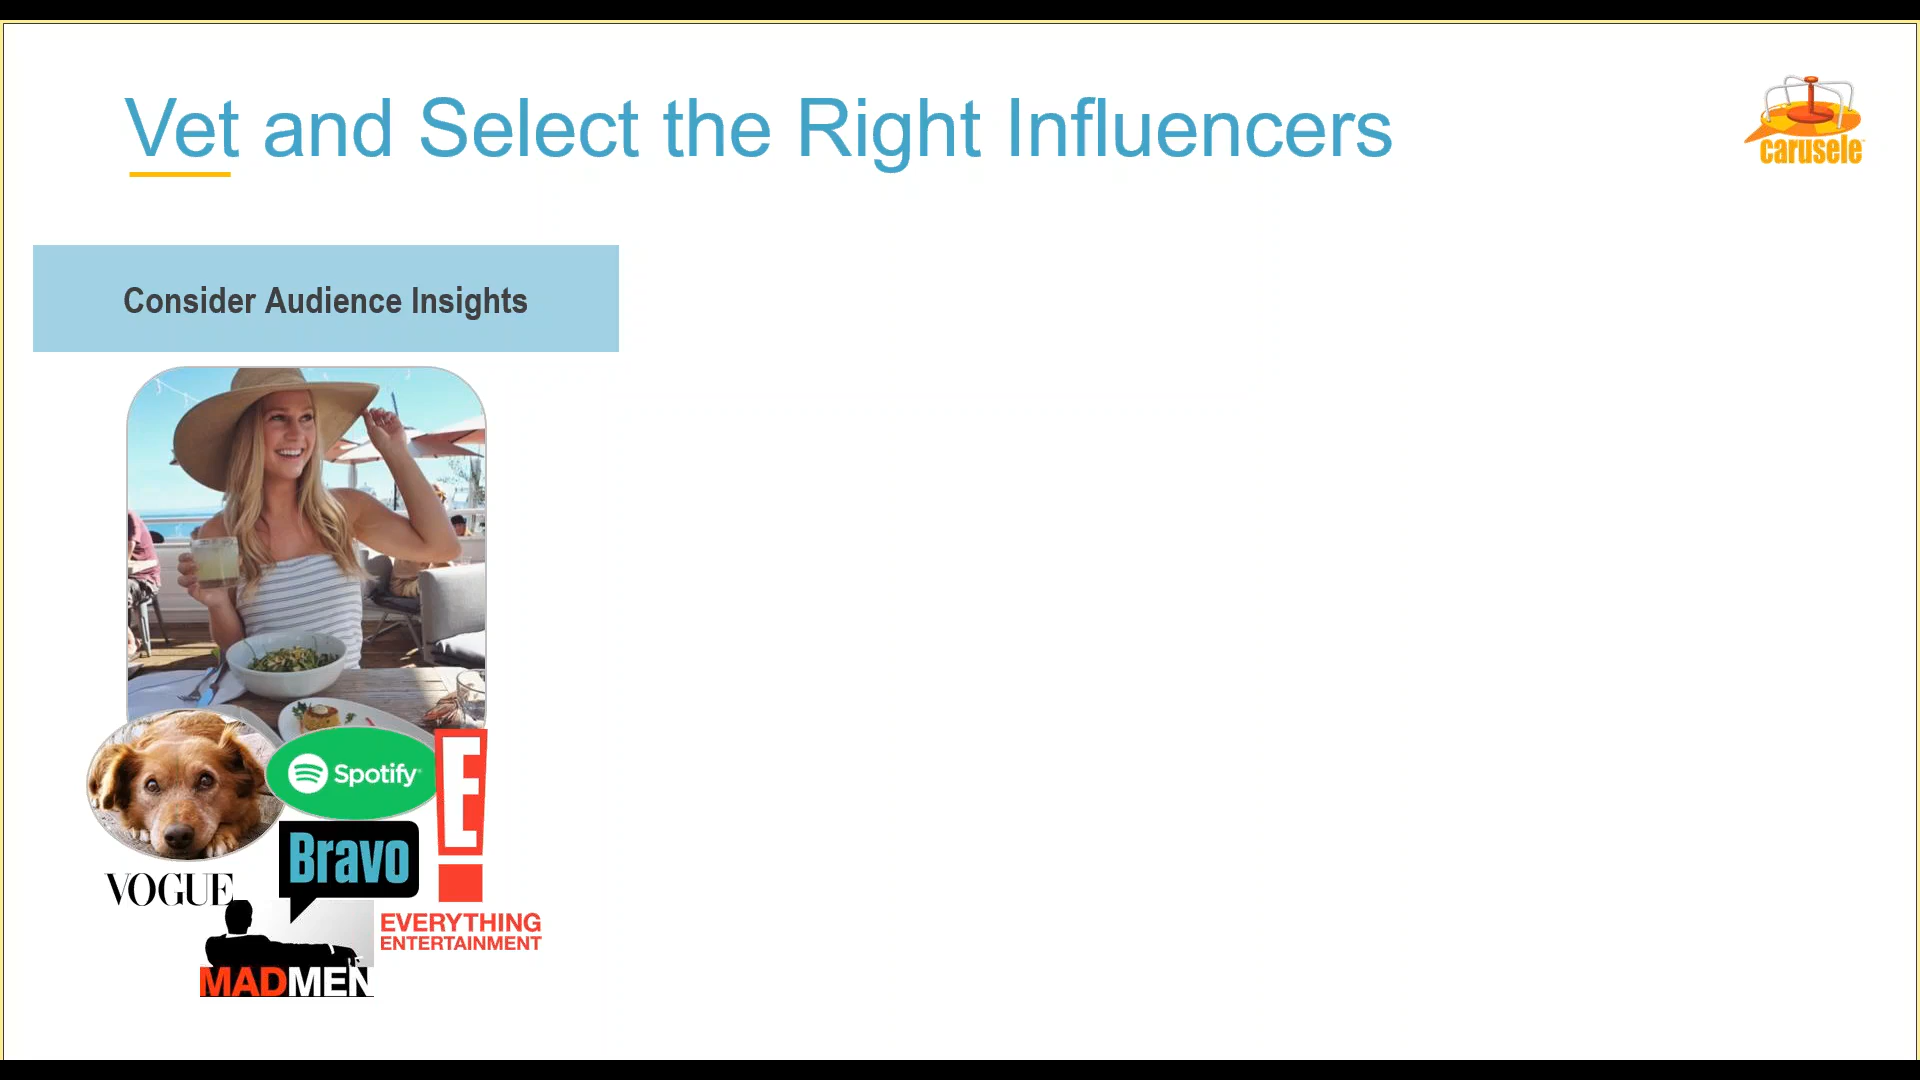 Vet and Select the Right Influencers
carusele
Consider Audience Insights
Spotify
E!
Bravo
VOGUE
EVERYTHING
ENTERTAINMENT
MADMEN